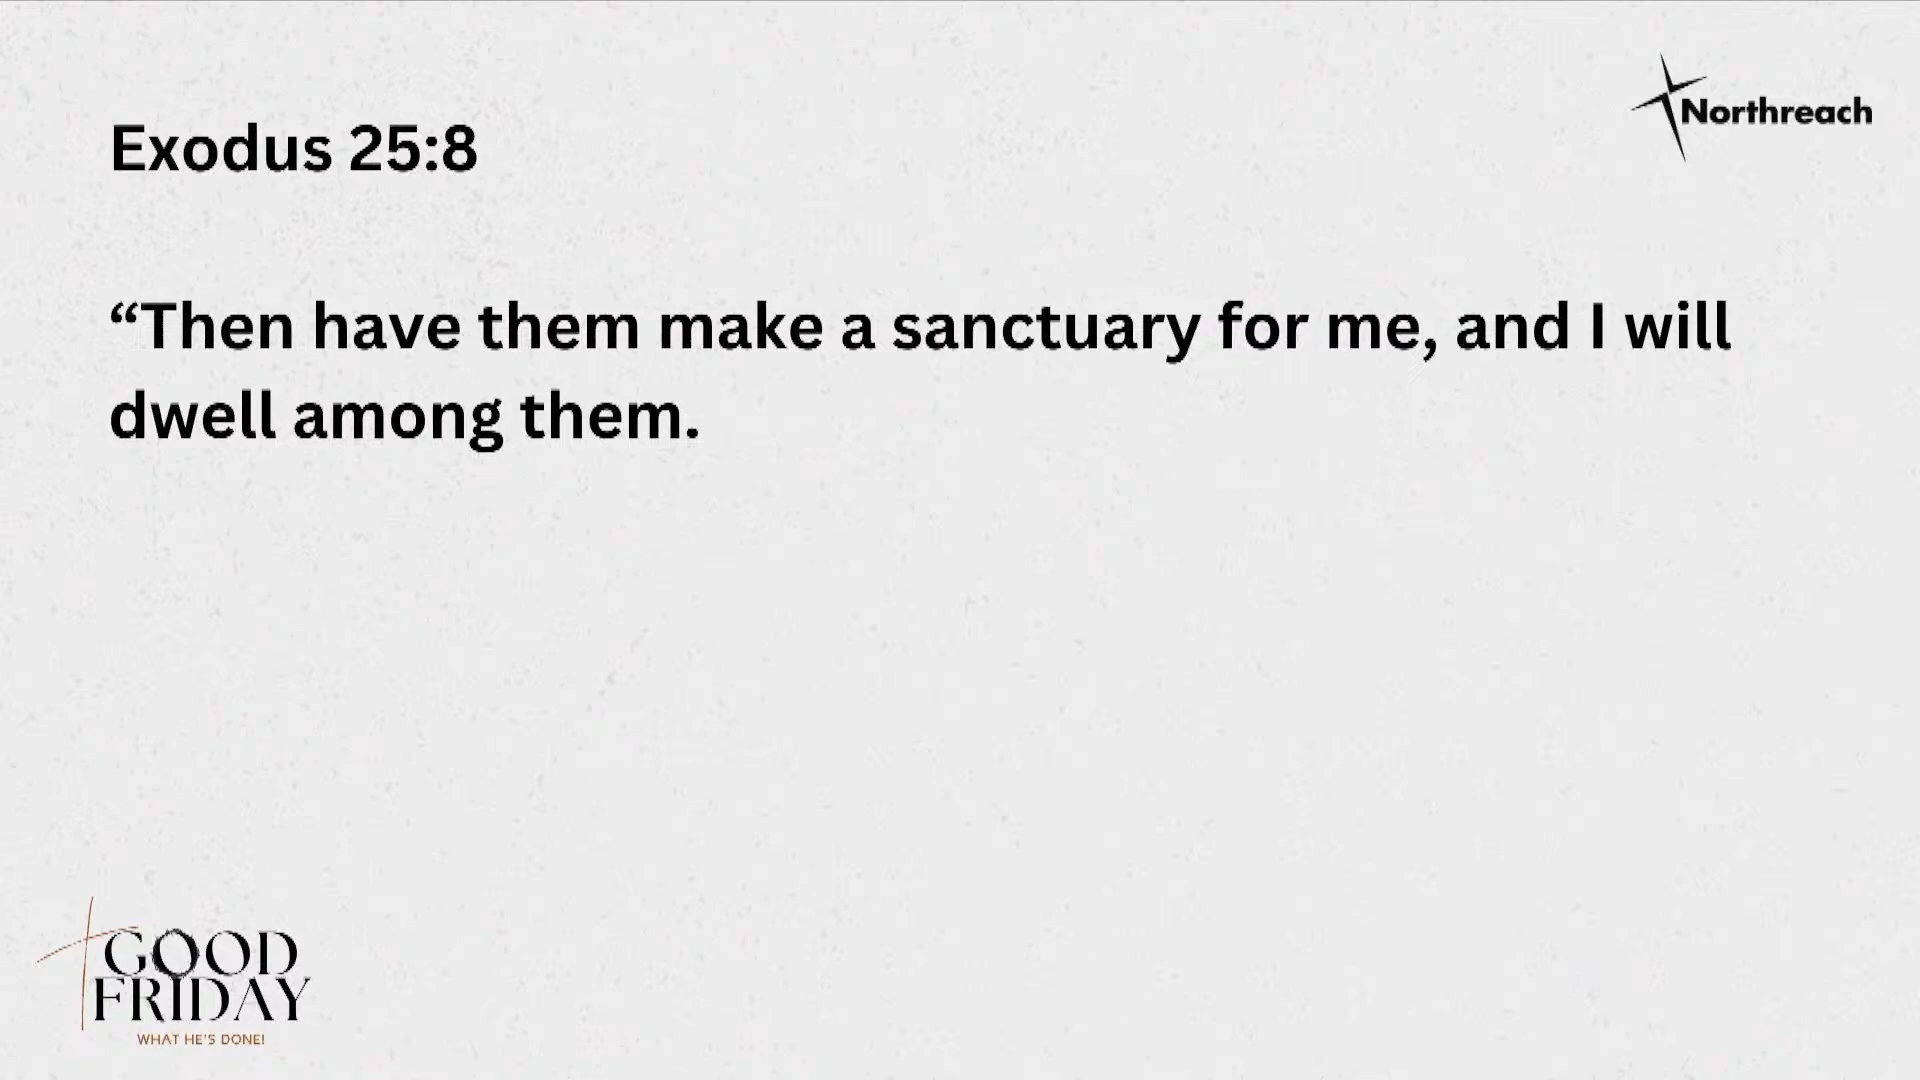 Northreach
Exodus 25:8
“Then have them make a sanctuary for me, and I will
dwell among them.
GOOD
FRIDAY
WHAT HE'S DONE!